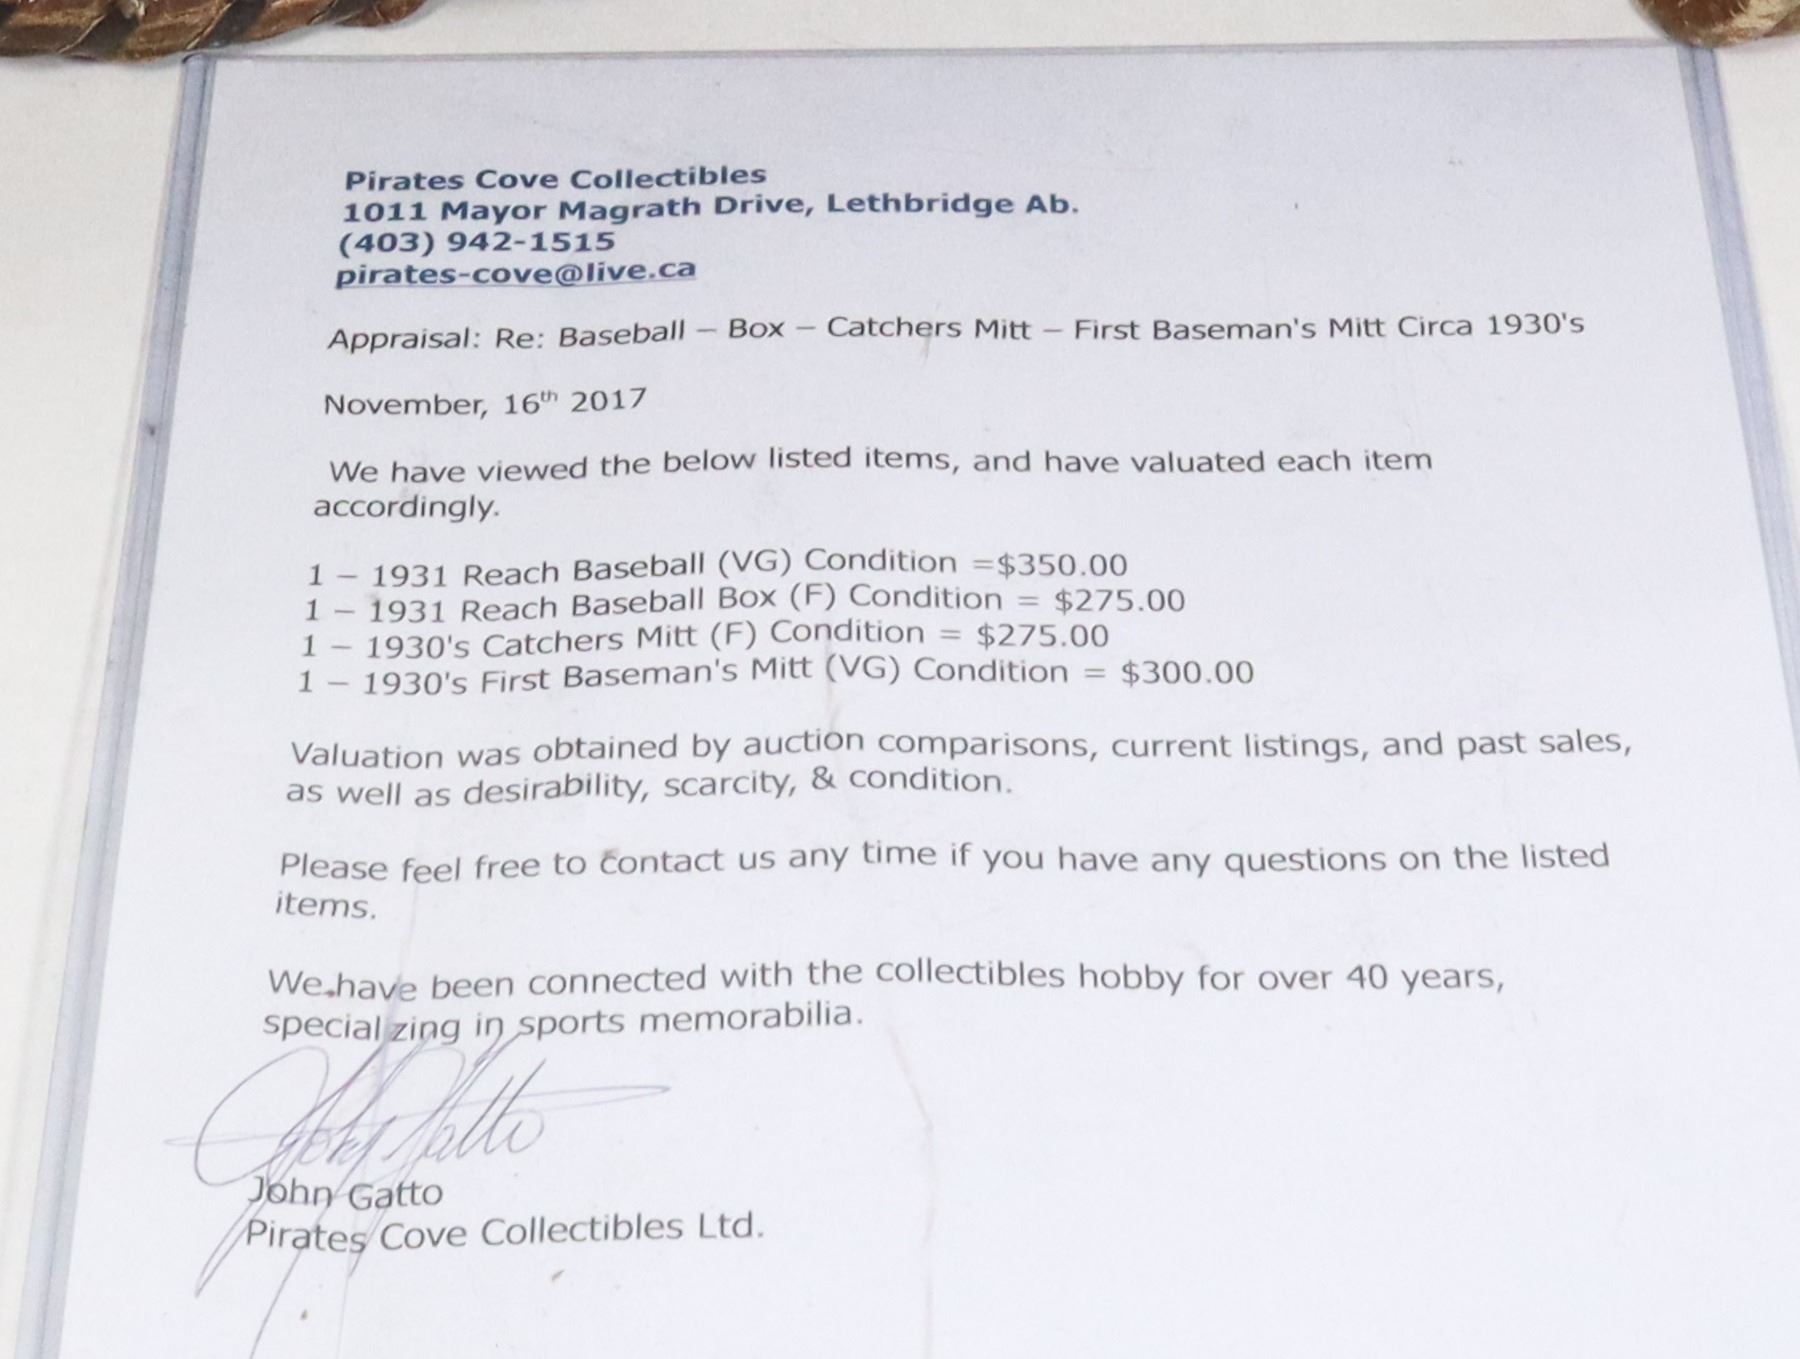 Pirates Cove Collectibles
1011 Mayor Magrath Drive, Lethbridge Ab.
(403) 942-1515
pirates-cove@live.ca
Appraisal: Re: Baseball – Box – Catchers Mitt – First Baseman's Mitt Circa 1930's
November, 16th 2017
We have viewed the below listed items, and have valuated each item
accordingly.
1 – 1931 Reach Baseball (VG) Condition =$350.00
1 – 1931 Reach Baseball Box (F) Condition = $275.00
1 – 1930's Catchers Mitt (F) Condition = $275.00
1 – 1930's First Baseman's Mitt (VG) Condition = $300.00
Valuation was obtained by auction comparisons, current listings, and past sales,
as well as desirability, scarcity, & condition.
Please feel free to contact us any time if you have any questions on the listed
items.
We have been connected with the collectibles hobby for over 40 years,
specializing in sports memorabilia.
John Gatto
John Gatto
Pirates Cove Collectibles Ltd.